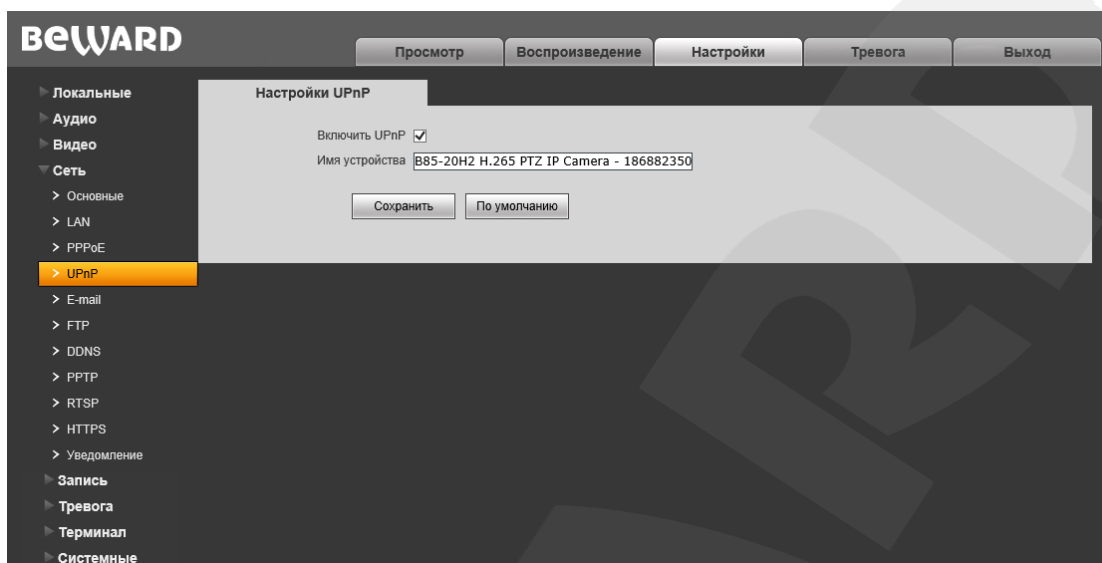 BEWARD
Просмотр
Воспроизведение
Настройки
Тревога
Выход
Локальные
Аудио
Видео
Сеть
Основные
LAN
PPPoE
UPnP
E-mail
FTP
DDNS
PPTP
RTSP
HTTPS
Уведомление
Запись
Тревога
Терминал
Системные
Настройки UPnP
Включить UPnP
Имя устройства B85-20H2 H.265 PTZ IP Camera - 186882350
Сохранить По умолчанию